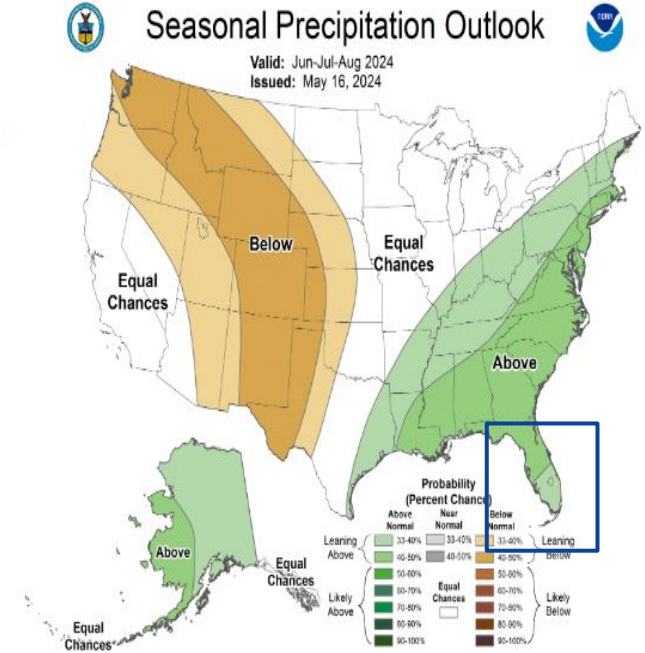 Seasonal Precipitation Outlook
NOAA
Valid: Jun-Jul-Aug 2024
Issued: May 16, 2024
Below
Equal
Chances
Equal
Chances
Above
Above
Equal
Chances
Equal
Chances
Probability
(Percent Chance)
Above Normal
Near Normal
Below Normal
Leaning Above
33-40%
33-40%
33-40%
Leaning Below
40-50%
40-50%
40-50%
Likely Above
50-60%
60-70%
70-80%
80-90%
90-100%
Equal Chances
50-60%
60-70%
70-80%
80-90%
90-100%
Likely Below